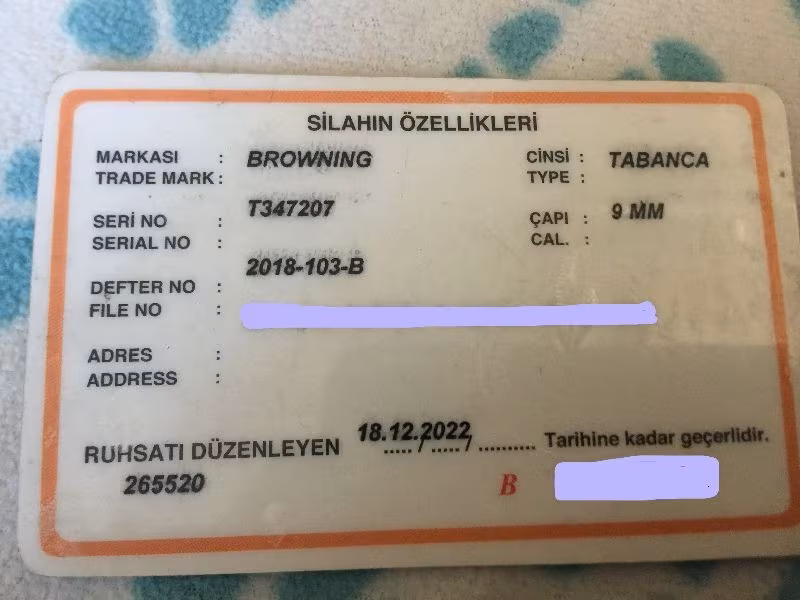 SİLAHIN ÖZELLİKLERİ
MARKASI : BROWNING CİNSİ : TABANCA
TRADE MARK : TYPE :
SERİ NO : T347207 ÇAPI : 9 MM
SERIAL NO : CAL. :
2018-103-B
DEFTER NO :
FILE NO :
ADRES :
ADDRESS :
RUHSATI DÜZENLEYEN 18.12.2022 ...../...../.......... Tarihine kadar geçerlidir.
265520 B